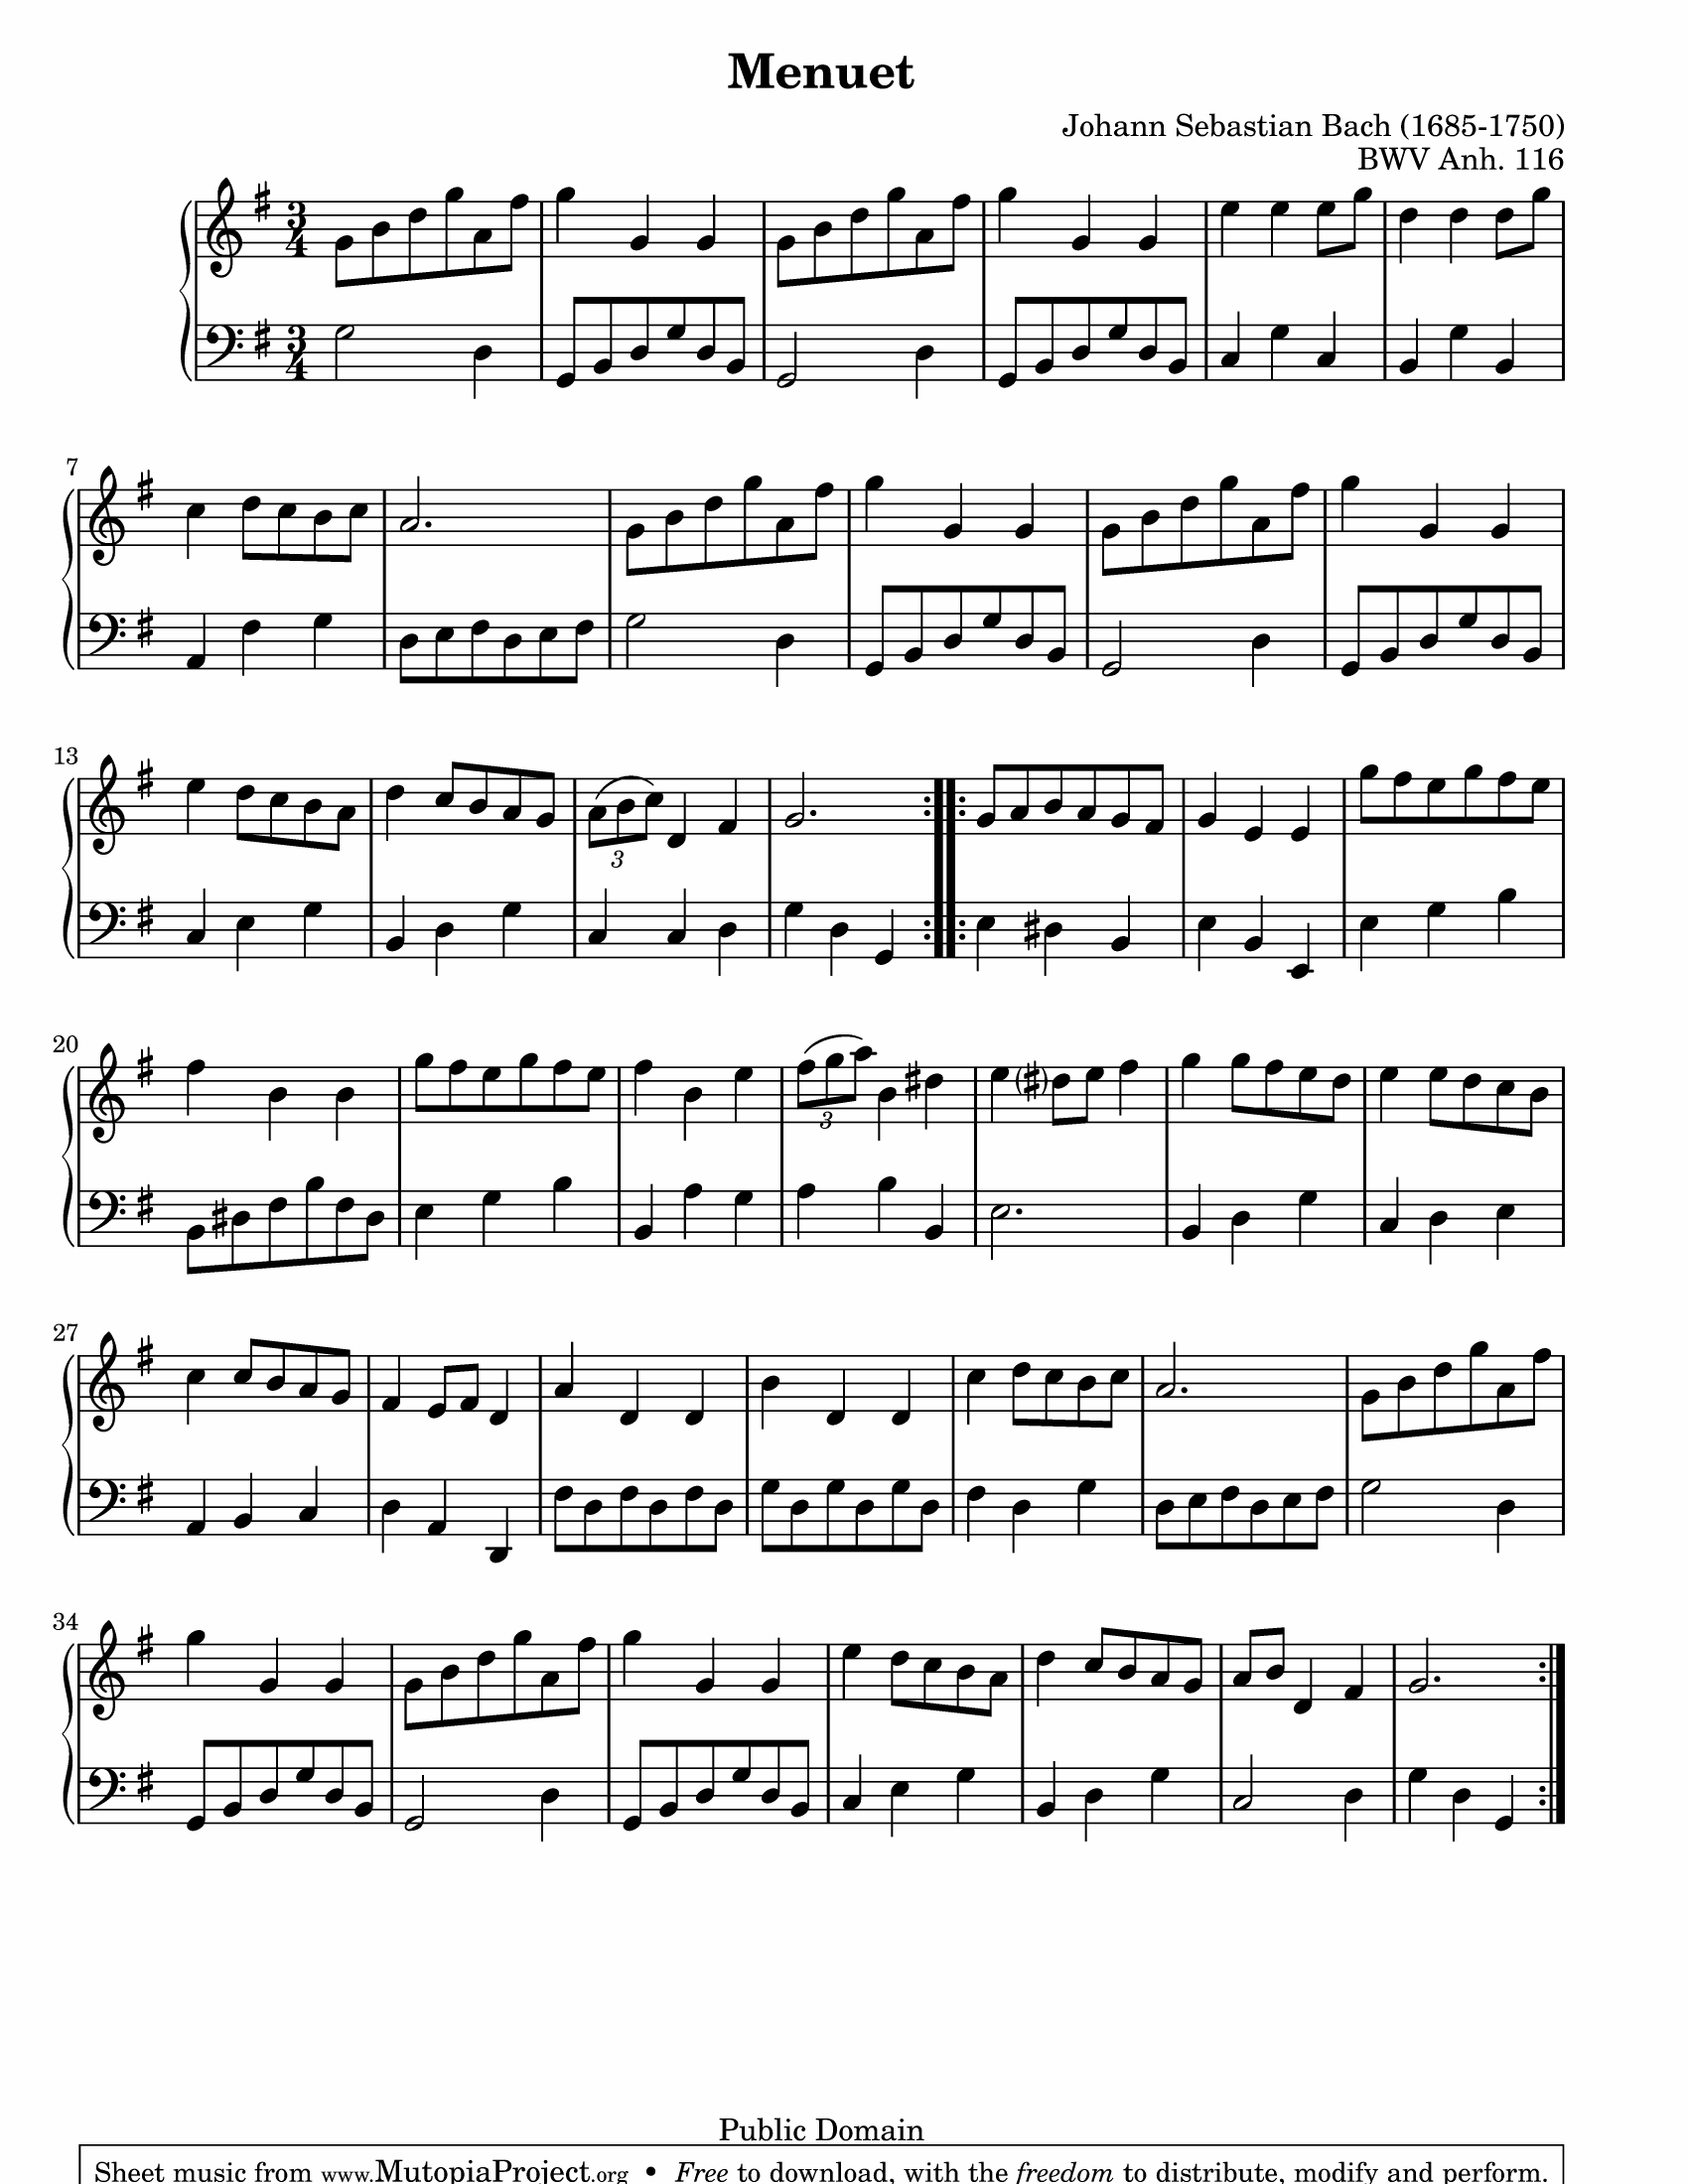 Menuet
Johann Sebastian Bach (1685-1750)
BWV Anh. 116
3
4
3
4
7
13
3
20
3
27
34
Public Domain
Sheet music from www.MutopiaProject.org • Free to download, with the freedom to distribute, modify and perform.